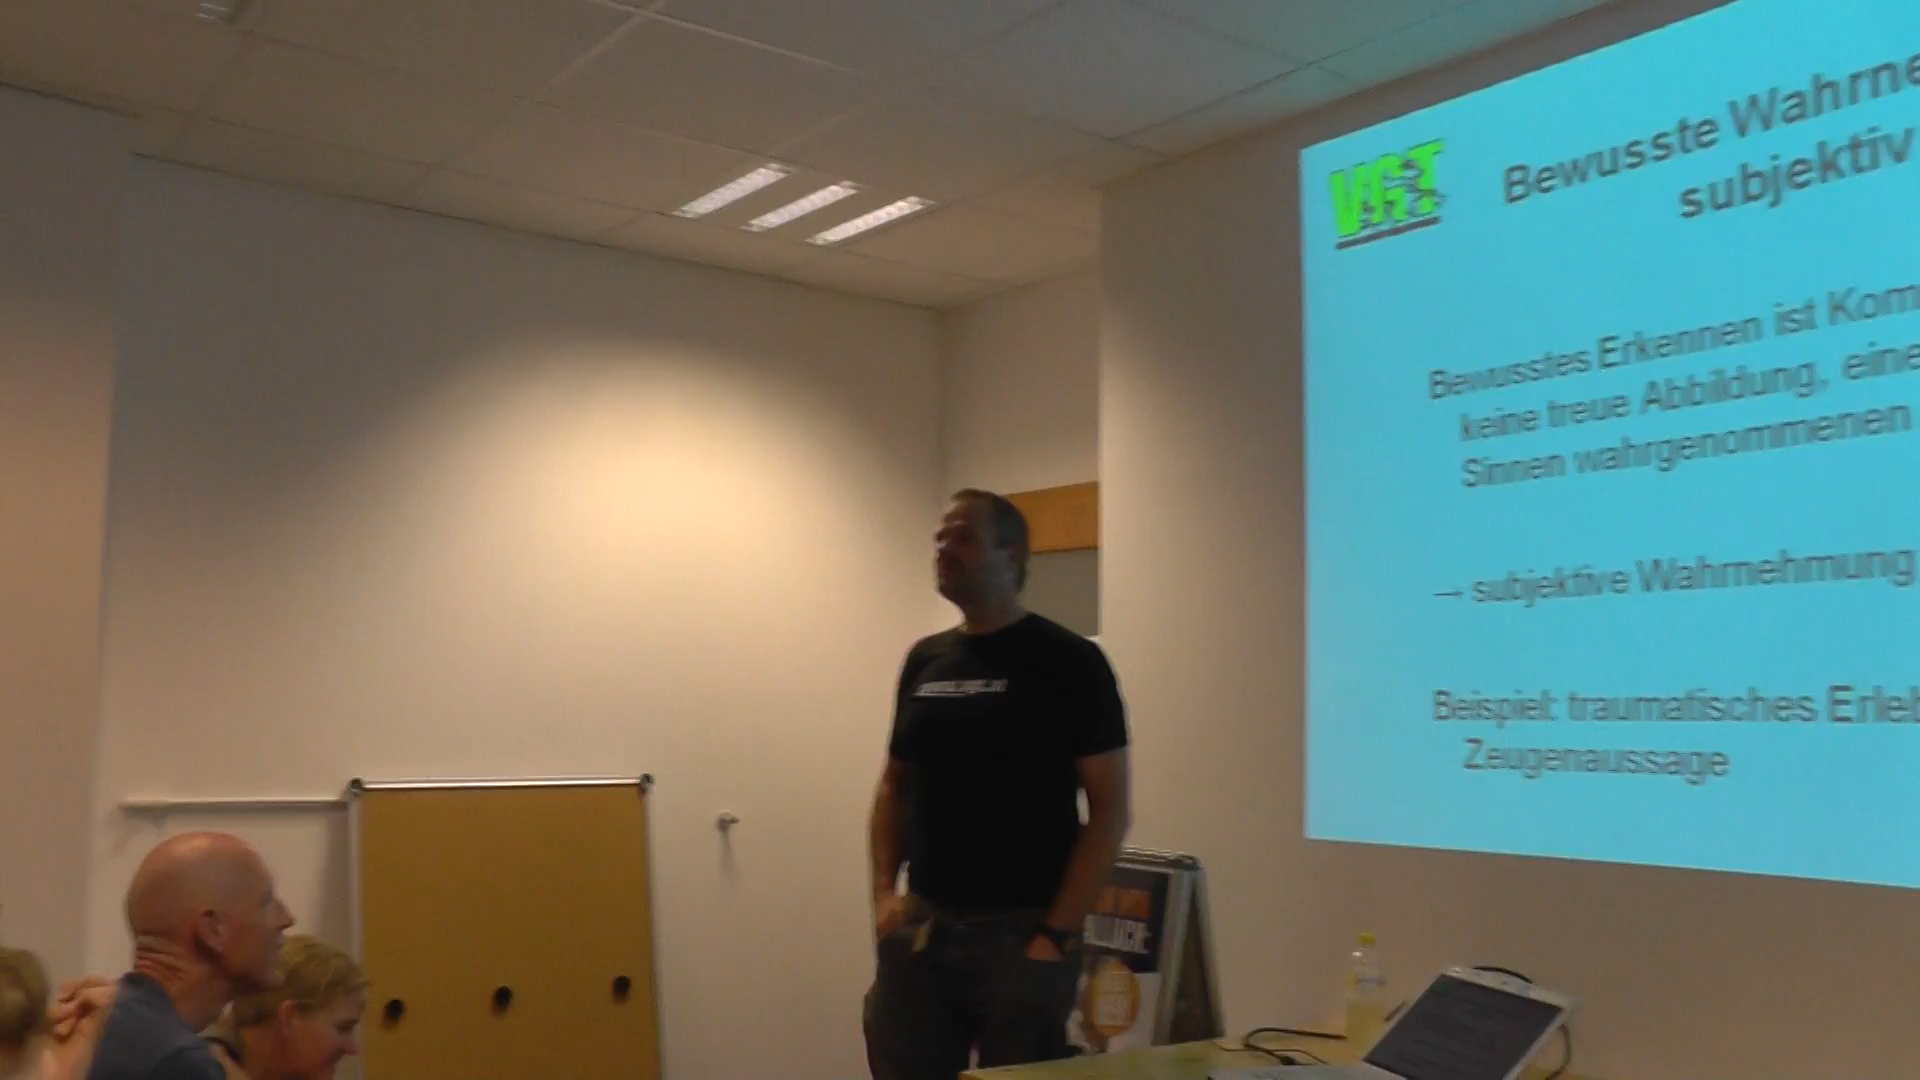 VGT
Bewusste Wahrne
subjektiv
Bewusstes Erkennen ist Kom
keine treue Abbildung, eine
Sinnen wahrgenommenen
→ subjektive Wahrnehmung
Beispiel: traumatisches Erleb
Zeugenaussage